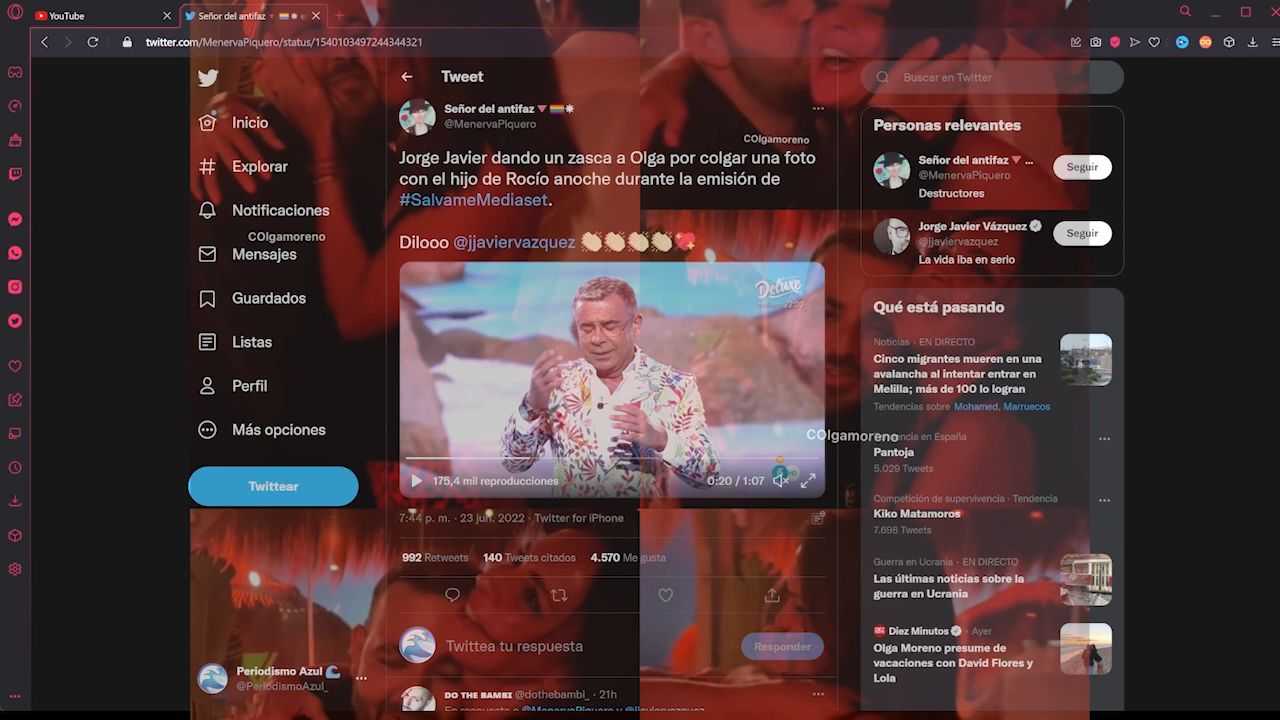 YouTube
Señor del antifaz
twitter.com/MenervaPiquero/status/1540103497244344321
Inicio
Explorar
Notificaciones
COlgamoreno
Mensajes
Guardados
Listas
Perfil
Más opciones
Twittear
Periodismo Azul
@PeriodismoAzul_
Tweet
Señor del antifaz
@MenervaPiquero
COlgamoreno
Jorge Javier dando un zasca a Olga por colgar una foto
con el hijo de Rocío anoche durante la emisión de
#SalvameMediaset.
Dilooo @jjaviervazquez
Deluxe
175,4 mil reproducciones
0:20 / 1:07
7:44 p. m. · 23 jun. 2022 · Twitter for iPhone
992 Retweets 140 Tweets citados 4.570 Me gusta
Twittea tu respuesta
Responder
DO THE BAMBI @dothebambi_ · 21h
En respuesta a @MenervaPiquero y @jjaviervazquez
Buscar en Twitter
Personas relevantes
Señor del antifaz ...
@MenervaPiquero
Seguir
Destructores
Jorge Javier Vázquez
@jjaviervazquez
Seguir
La vida iba en serio
Qué está pasando
Noticias · EN DIRECTO
Cinco migrantes mueren en una
avalancha al intentar entrar en
Melilla; más de 100 lo logran
Tendencias sobre Mohamed, Marruecos
COlgamoreno
Tendencia en España
Pantoja
5.029 Tweets
Competición de supervivencia · Tendencia
Kiko Matamoros
7.698 Tweets
Guerra en Ucrania · EN DIRECTO
Las últimas noticias sobre la
guerra en Ucrania
Diez Minutos · Ayer
Olga Moreno presume de
vacaciones con David Flores y
Lola